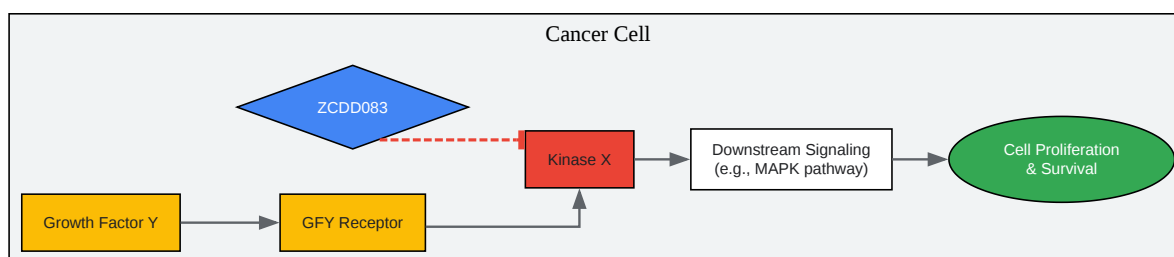 Cancer Cell
ZCDD083
Kinase X
Downstream Signaling
(e.g., MAPK pathway)
Cell Proliferation
& Survival
Growth Factor Y
GFY Receptor